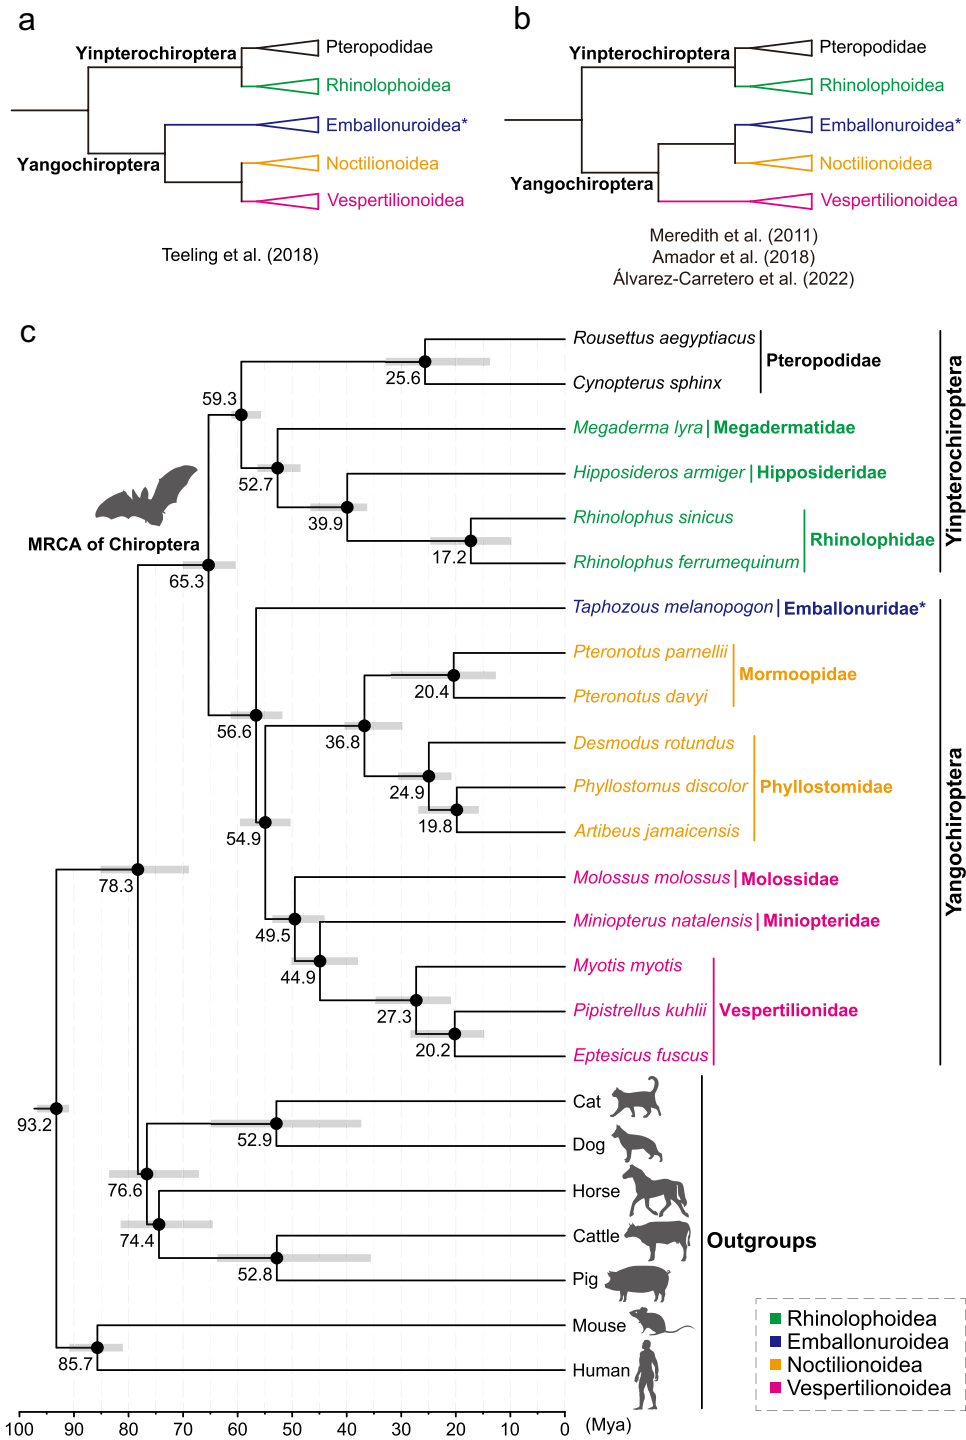 a
Yinpterochiroptera
Pteropodidae
Rhinolophoidea
Emballonuroidea*
Noctilionoidea
Yangochiroptera
Vespertilionoidea
Teeling et al. (2018)
b
Yinpterochiroptera
Pteropodidae
Rhinolophoidea
Emballonuroidea*
Noctilionoidea
Yangochiroptera
Vespertilionoidea
Meredith et al. (2011)
Amador et al. (2018)
Álvarez-Carretero et al. (2022)
c
Rousettus aegyptiacus
Pteropodidae
25.6
Cynopterus sphinx
59.3
Megaderma lyra
Megadermatidae
52.7
Hipposideros armiger
Hipposideridae
39.9
Rhinolophus sinicus
Rhinolophidae
17.2
Rhinolophus ferrumequinum
Yinpterochiroptera
MRCA of Chiroptera
65.3
Taphozous melanopogon
Emballonuridae*
Pteronotus parnellii
Mormoopidae
20.4
Pteronotus davyi
56.6
36.8
Desmodus rotundus
Phyllostomus discolor
Phyllostomidae
24.9
19.8
Artibeus jamaicensis
54.9
Molossus molossus
Molossidae
78.3
Miniopterus natalensis
Miniopteridae
49.5
44.9
Myotis myotis
Pipistrellus kuhlii
Vespertilionidae
27.3
20.2
Eptesicus fuscus
Yangochiroptera
Cat
93.2
52.9
Dog
Horse
76.6
74.4
Cattle
Outgroups
52.8
Pig
Mouse
85.7
Human
Rhinolophoidea
Emballonuroidea
Noctilionoidea
Vespertilionoidea
100 90 80 70 60 50 40 30 20 10 0 (Mya)